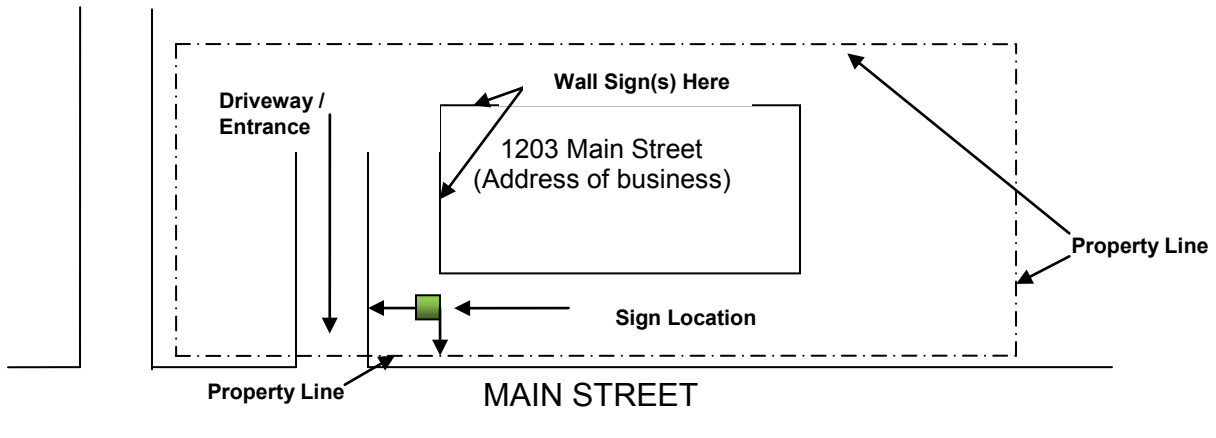 Wall Sign(s) Here
Driveway /
Entrance
1203 Main Street
(Address of business)
Property Line
Sign Location
Property Line
MAIN STREET